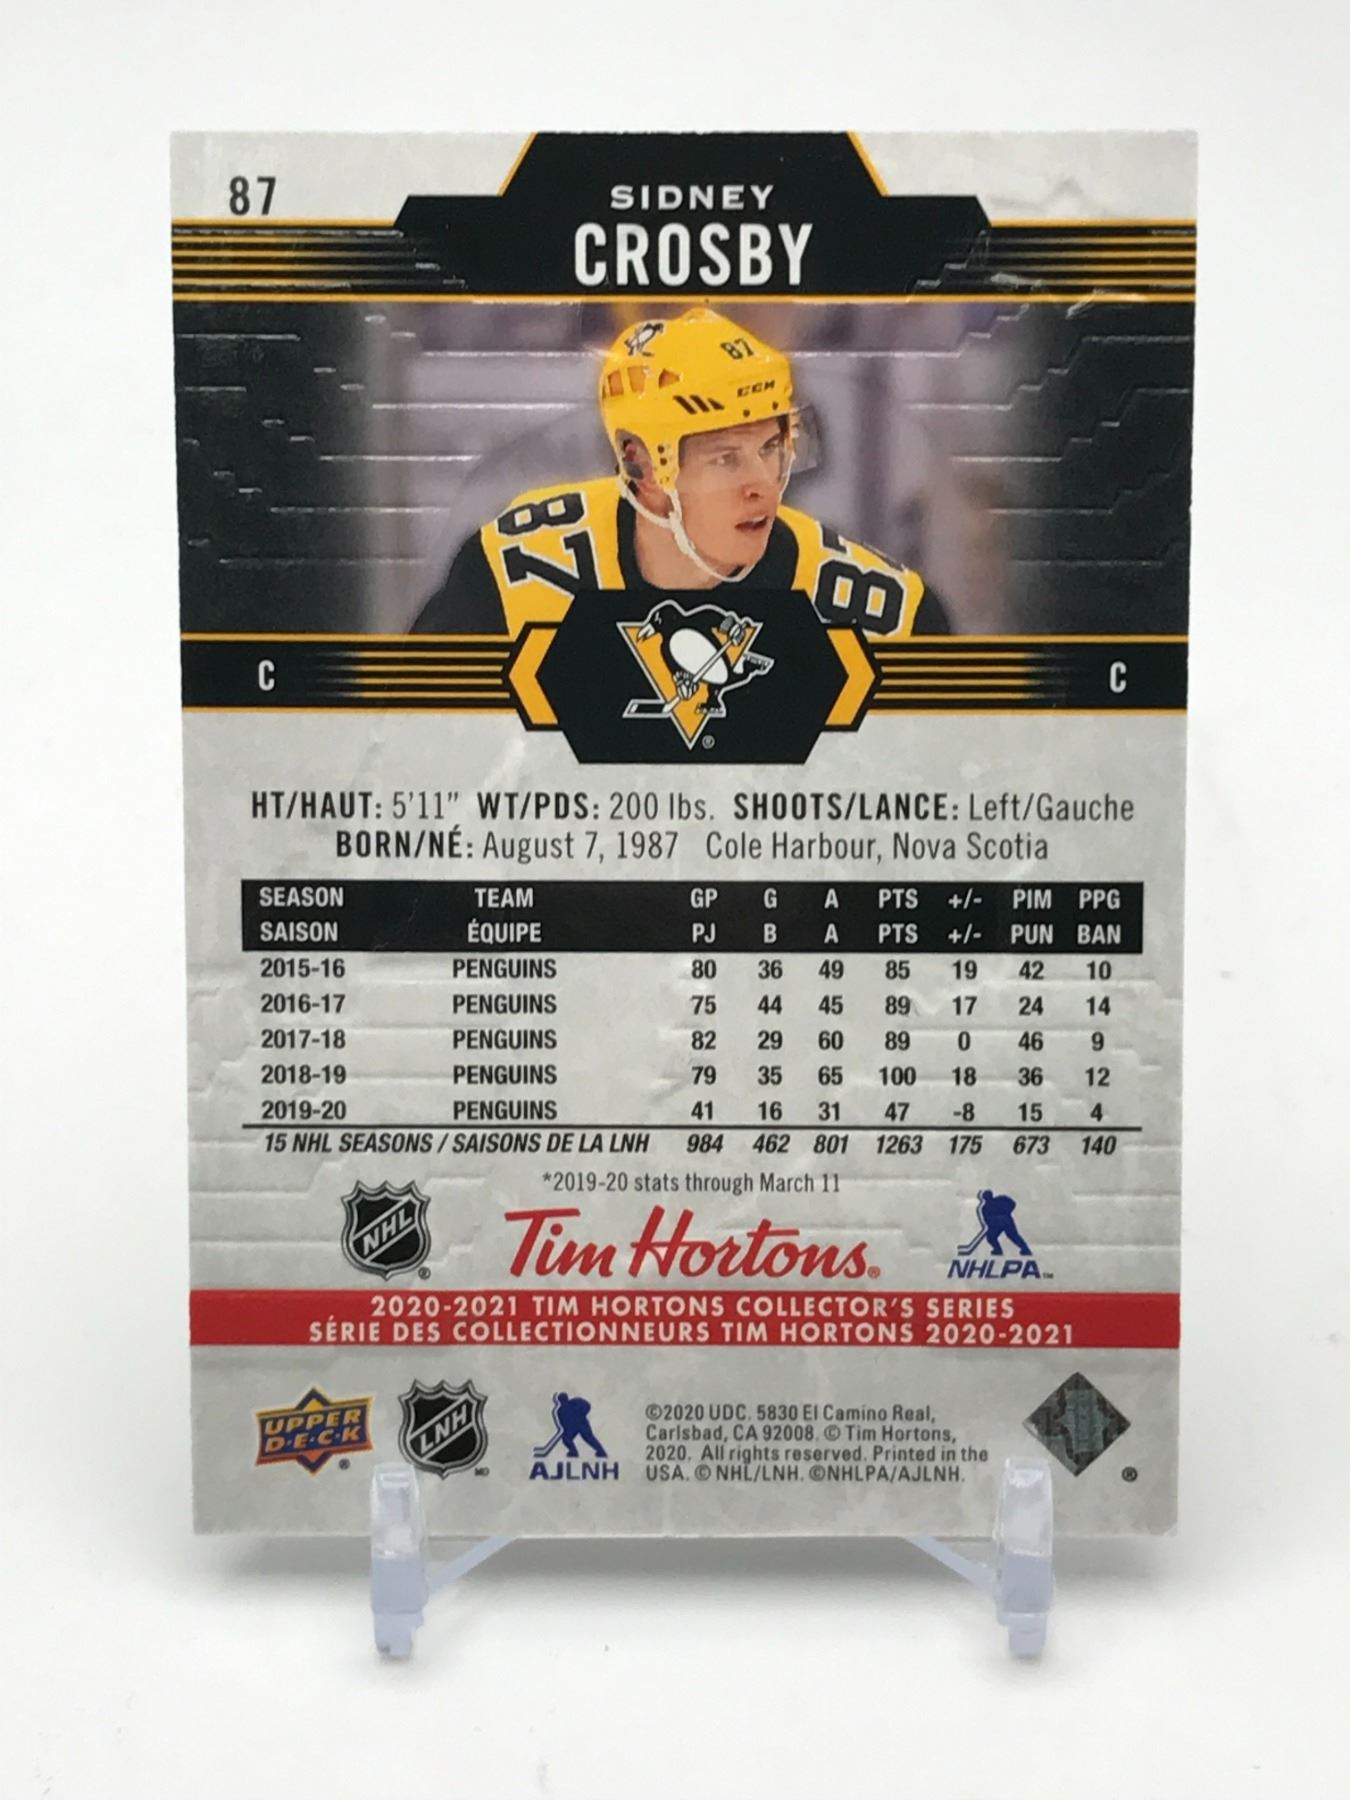 87
SIDNEY
CROSBY
87
CCM
87
87
C
C
HT/HAUT: 5'11" WT/PDS: 200 lbs. SHOOTS/LANCE: Left/Gauche
BORN/NÉ: August 7, 1987 Cole Harbour, Nova Scotia
SEASON TEAM GP G A PTS +/- PIM PPG
SAISON ÉQUIPE PJ B A PTS +/- PUN BAN
2015-16 PENGUINS 80 36 49 85 19 42 10
2016-17 PENGUINS 75 44 45 89 17 24 14
2017-18 PENGUINS 82 29 60 89 0 46 9
2018-19 PENGUINS 79 35 65 100 18 36 12
2019-20 PENGUINS 41 16 31 47 -8 15 4
15 NHL SEASONS / SAISONS DE LA LNH 984 462 801 1263 175 673 140
*2019-20 stats through March 11
NHL ® Tim Hortons® NHLPA™
2020-2021 TIM HORTONS COLLECTOR'S SERIES
SÉRIE DES COLLECTIONNEURS TIM HORTONS 2020-2021
UPPER
D·E·C·K ®
LNH MD
AJLNH
©2020 UDC. 5830 El Camino Real,
Carlsbad, CA 92008. © Tim Hortons,
2020. All rights reserved. Printed in the
USA. © NHL/LNH. ©NHLPA/AJLNH.
®